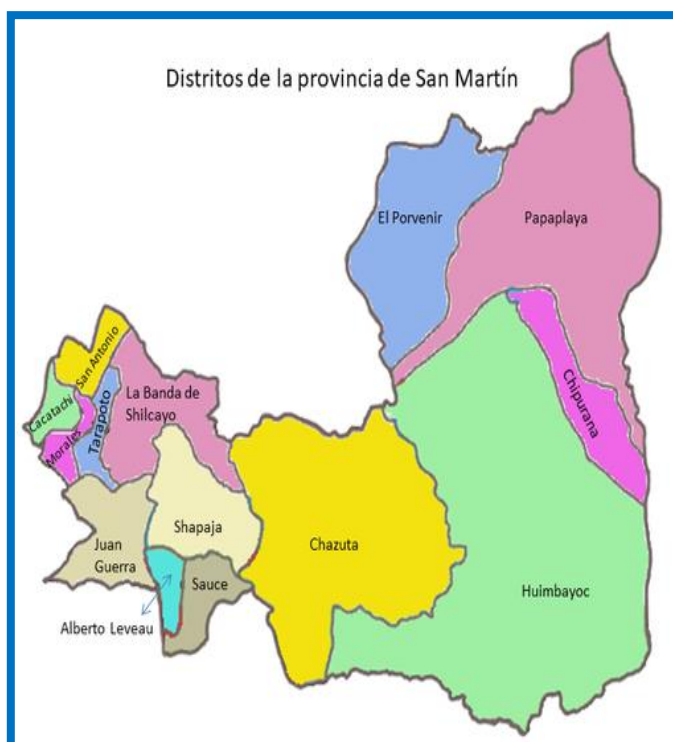 Distritos de la provincia de San Martín
El Porvenir
Papaplaya
San Antonio
Cacatachi
Morales
Tarapoto
La Banda de
Shilcayo
Chipurana
Juan
Guerra
Shapaja
Chazuta
Sauce
Huimbayoc
Alberto Leveau